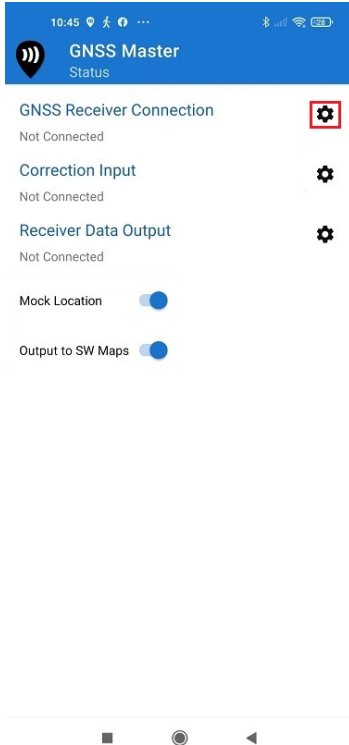 10:45
28
GNSS Master
Status
GNSS Receiver Connection
Not Connected
Correction Input
Not Connected
Receiver Data Output
Not Connected
Mock Location
Output to SW Maps